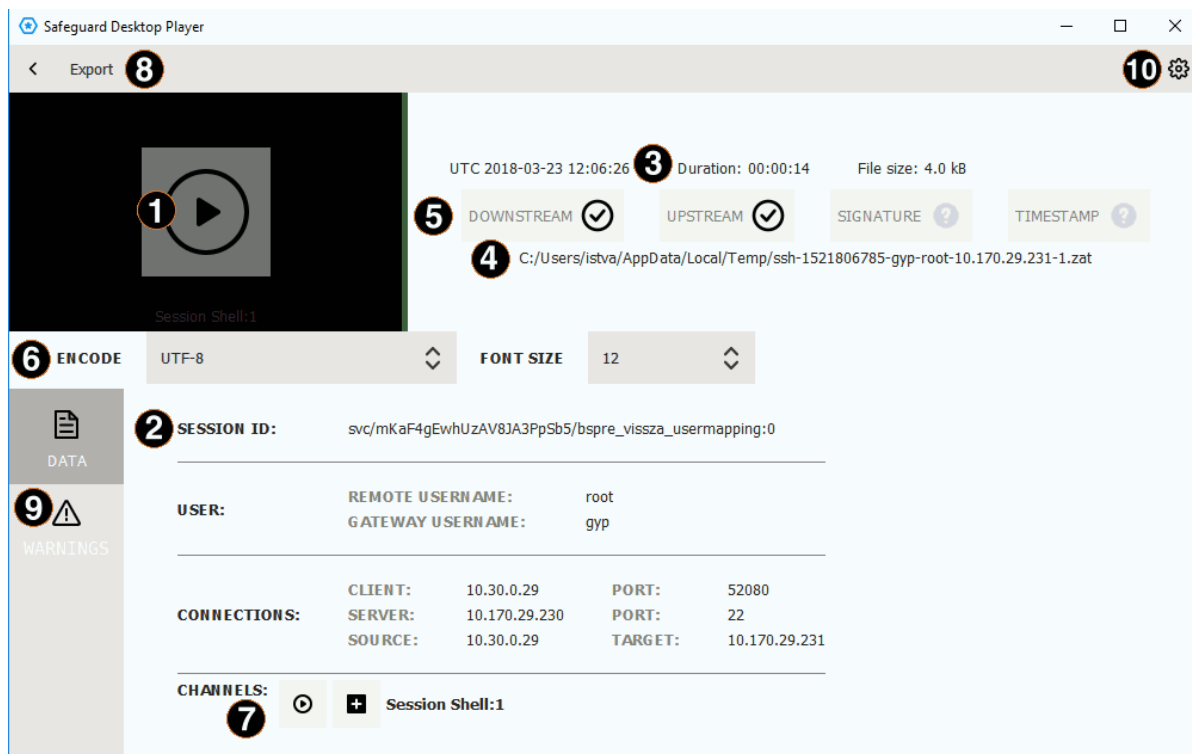 Safeguard Desktop Player
Export 8 10
UTC 2018-03-23 12:06:26 3 Duration: 00:00:14 File size: 4.0 kB
1 5 DOWNSTREAM UPSTREAM SIGNATURE ? TIMESTAMP ?
4 C:/Users/istva/AppData/Local/Temp/ssh-1521806785-gyp-root-10.170.29.231-1.zat
Session Shell:1
6 ENCODE UTF-8 FONT SIZE 12
2 SESSION ID: svc/mKaF4gEwhUzAV8JA3PpSb5/bspre_vissza_usermapping:0
DATA
USER: REMOTE USERNAME: root
GATEWAY USERNAME: gyp
9
WARNINGS
CLIENT: 10.30.0.29 PORT: 52080
CONNECTIONS: SERVER: 10.170.29.230 PORT: 22
SOURCE: 10.30.0.29 TARGET: 10.170.29.231
CHANNELS: Session Shell:1
7